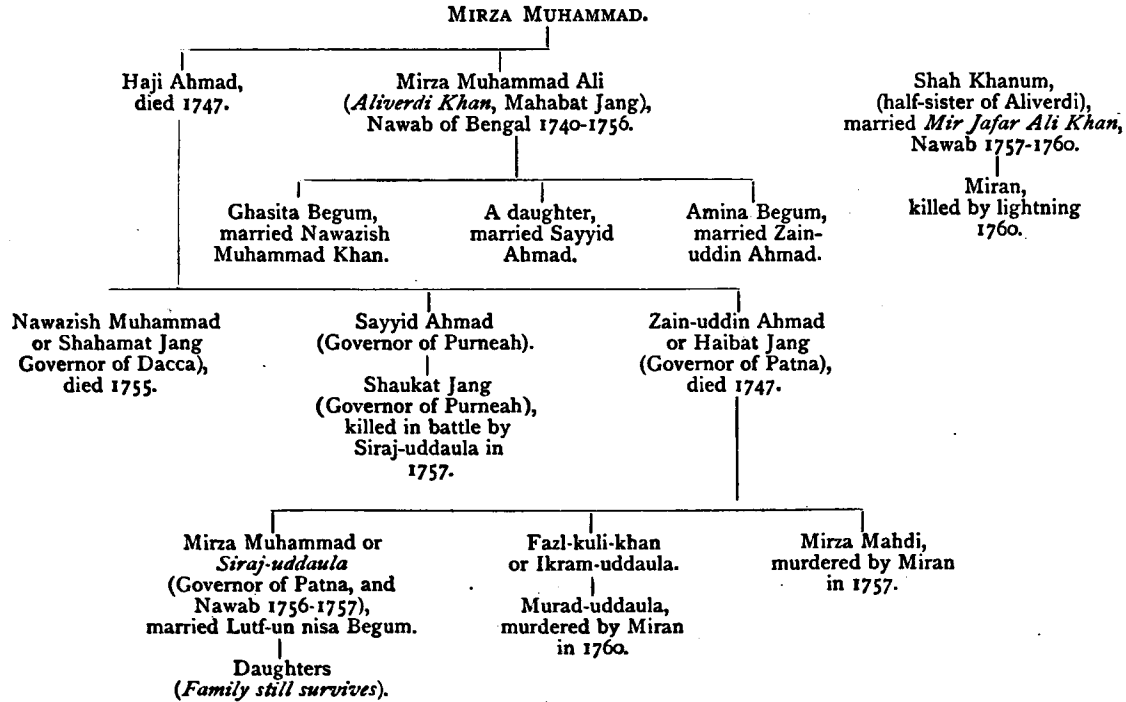 MIRZA MUHAMMAD.
Haji Ahmad,
died 1747.
Mirza Muhammad Ali
(Aliverdi Khan, Mahabat Jang),
Nawab of Bengal 1740-1756.
Shah Khanum,
(half-sister of Aliverdi),
married Mir Jafar Ali Khan,
Nawab 1757-1760.
Miran,
killed by lightning
1760.
Ghasita Begum,
married Nawazish
Muhammad Khan.
A daughter,
married Sayyid
Ahmad.
Amina Begum,
married Zain-
uddin Ahmad.
Nawazish Muhammad
or Shahamat Jang
Governor of Dacca),
died 1755.
Sayyid Ahmad
(Governor of Purneah).
Shaukat Jang
(Governor of Purneah),
killed in battle by
Siraj-uddaula in
1757.
Zain-uddin Ahmad
or Haibat Jang
(Governor of Patna),
died 1747.
Mirza Muhammad or
Siraj-uddaula
(Governor of Patna, and
Nawab 1756-1757),
married Lutf-un nisa Begum.
Daughters
(Family still survives).
Fazl-kuli-khan
or Ikram-uddaula.
Murad-uddaula,
murdered by Miran
in 1760.
Mirza Mahdi,
murdered by Miran
in 1757.